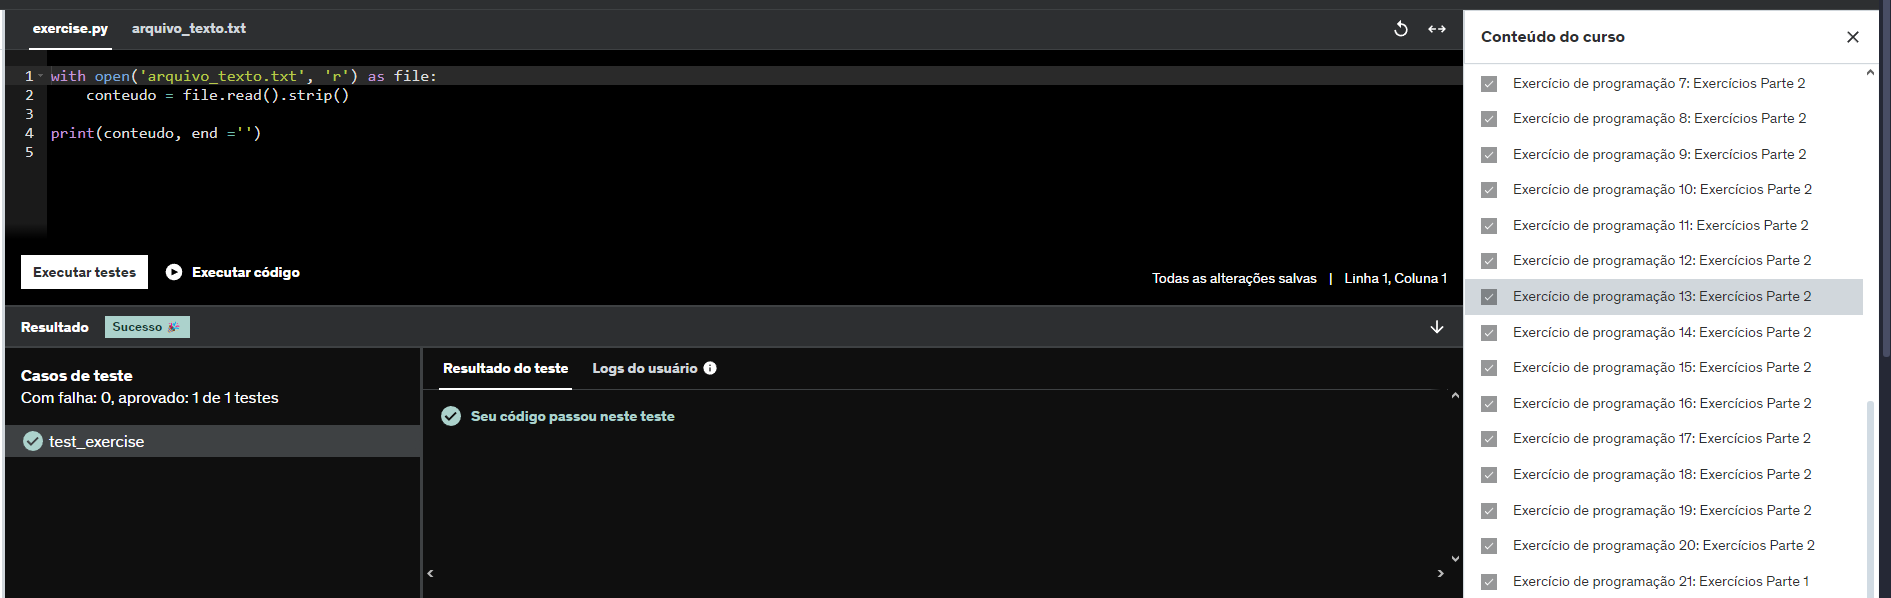 exercise.py arquivo_texto.txt
1 with open('arquivo_texto.txt', 'r') as file:
2 conteudo = file.read().strip()
3
4 print(conteudo, end ='')
5
Executar testes Executar código
Todas as alterações salvas | Linha 1, Coluna 1
Resultado Sucesso 🎉
Casos de teste
Com falha: 0, aprovado: 1 de 1 testes
test_exercise
Resultado do teste Logs do usuário
Seu código passou neste teste
Conteúdo do curso
Exercício de programação 7: Exercícios Parte 2
Exercício de programação 8: Exercícios Parte 2
Exercício de programação 9: Exercícios Parte 2
Exercício de programação 10: Exercícios Parte 2
Exercício de programação 11: Exercícios Parte 2
Exercício de programação 12: Exercícios Parte 2
Exercício de programação 13: Exercícios Parte 2
Exercício de programação 14: Exercícios Parte 2
Exercício de programação 15: Exercícios Parte 2
Exercício de programação 16: Exercícios Parte 2
Exercício de programação 17: Exercícios Parte 2
Exercício de programação 18: Exercícios Parte 2
Exercício de programação 19: Exercícios Parte 2
Exercício de programação 20: Exercícios Parte 2
Exercício de programação 21: Exercícios Parte 1